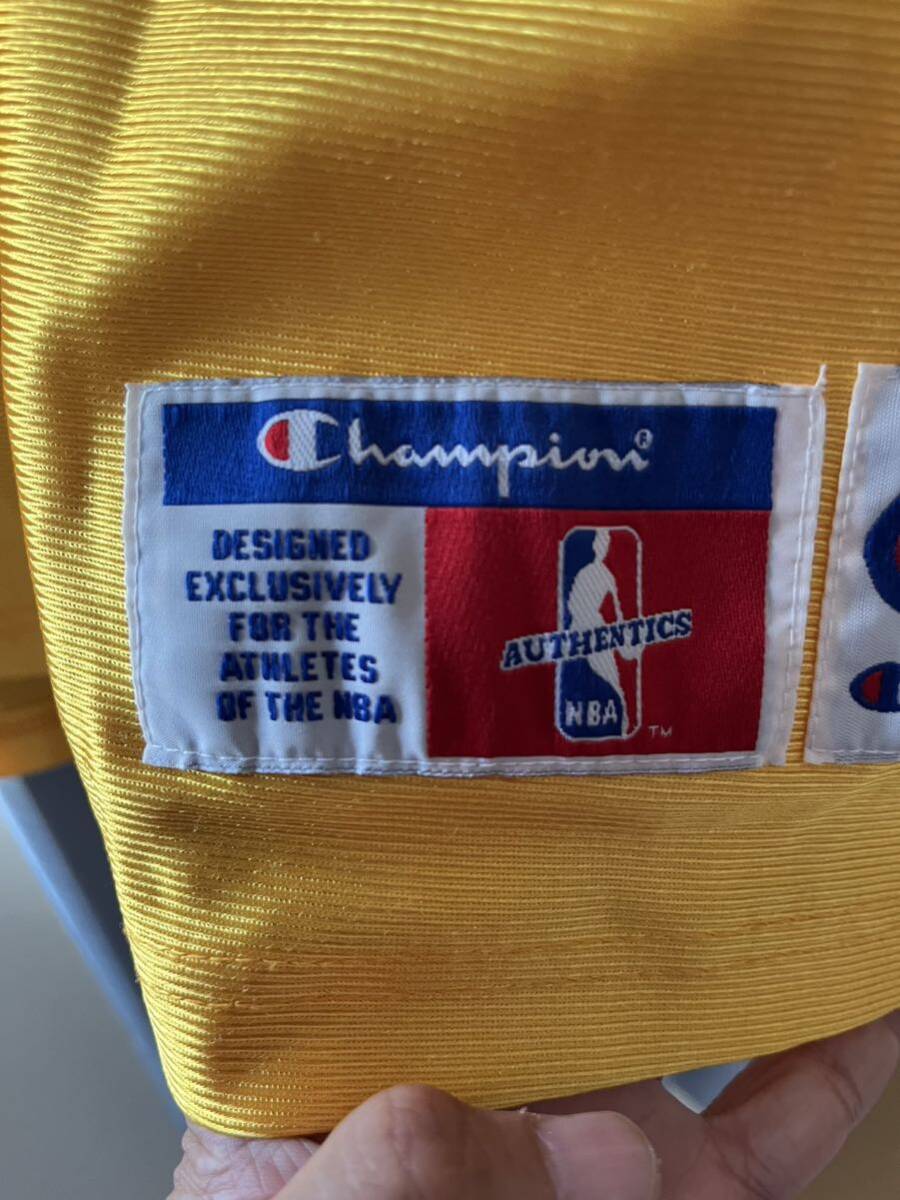 Champion®
DESIGNED
EXCLUSIVELY
FOR THE
ATHLETES
OF THE NBA
AUTHENTICS
NBA
TM